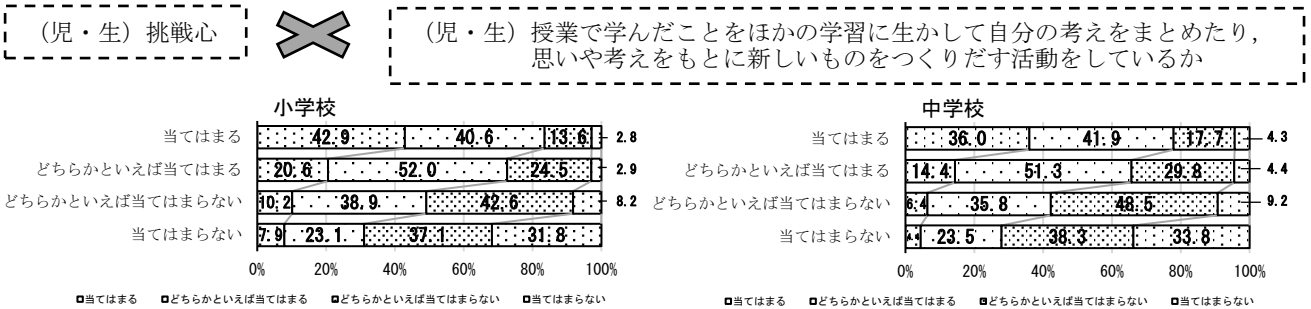 （児・生）挑戦心
（児・生）授業で学んだことをほかの学習に生かして自分の考えをまとめたり，
思いや考えをもとに新しいものをつくりだす活動をしているか
小学校
当てはまる 42.9 40.6 13.6 2.8
どちらかといえば当てはまる 20.6 52.0 24.5 2.9
どちらかといえば当てはまらない 10.2 38.9 42.6 8.2
当てはまらない 7.9 23.1 37.1 31.8
0% 20% 40% 60% 80% 100%
当てはまる どちらかといえば当てはまる どちらかといえば当てはまらない 当てはまらない
中学校
当てはまる 36.0 41.9 17.7 4.3
どちらかといえば当てはまる 14.4 51.3 29.8 4.4
どちらかといえば当てはまらない 6.4 35.8 48.5 9.2
当てはまらない 4.4 23.5 38.3 33.8
0% 20% 40% 60% 80% 100%
当てはまる どちらかといえば当てはまる どちらかといえば当てはまらない 当てはまらない